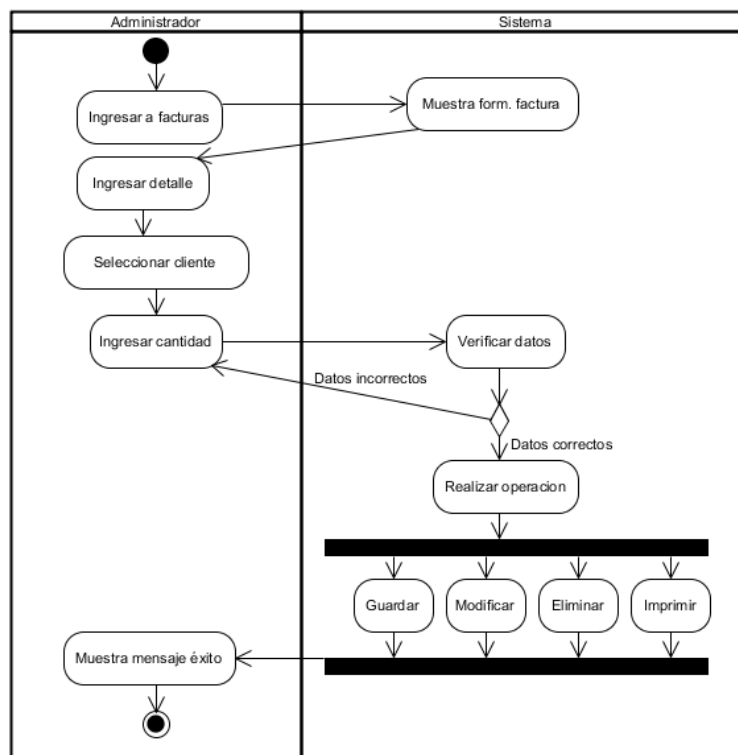 Administrador
Sistema
Ingresar a facturas
Muestra form. factura
Ingresar detalle
Seleccionar cliente
Ingresar cantidad
Verificar datos
Datos incorrectos
Datos correctos
Realizar operacion
Guardar
Modificar
Eliminar
Imprimir
Muestra mensaje éxito